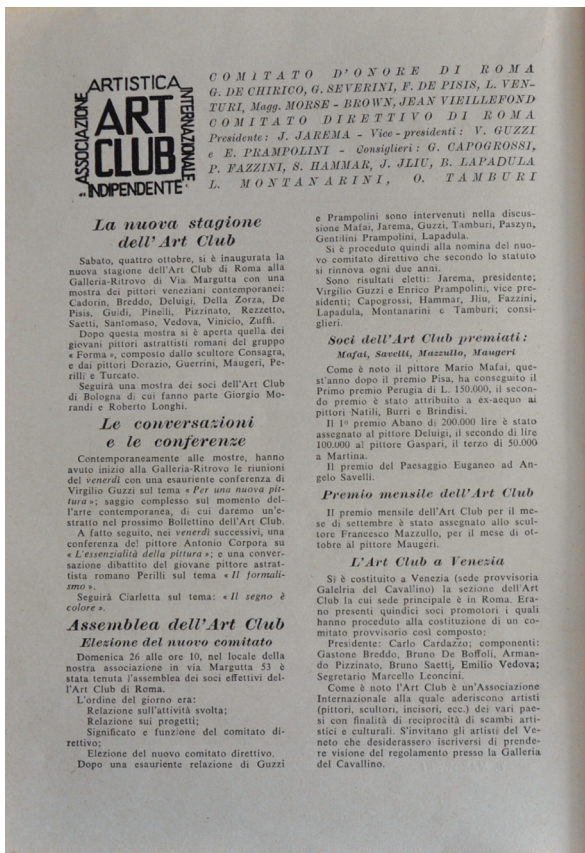 ASSOCIAZIONE
ARTISTICA
INTERNAZIONALE
ART
CLUB
INDIPENDENTE
COMITATO D'ONORE DI ROMA
G. DE CHIRICO, G. SEVERINI, F. DE PISIS, L. VEN-
TURI, Magg. MORSE - BROWN, JEAN VIEILLEFOND
COMITATO DIRETTIVO DI ROMA
Presidente: J. JAREMA - Vice - presidenti: V. GUZZI
e E. PRAMPOLINI - Consiglieri: G. CAPOGROSSI,
P. FAZZINI, S. HAMMAR, J. JLIU, B. LAPADULA
L. MONTANARINI, O. TAMBURI
La nuova stagione
dell'Art Club
Sabato, quattro ottobre, si è inaugurata la
nuova stagione dell'Art Club di Roma alla
Galleria-Ritrovo di Via Margutta con una
mostra dei pittori veneziani contemporanei:
Cadorin, Breddo, Deluigi, Della Zorza, De
Pisis, Guidi, Pinelli, Pizzinato, Rezzetto,
Saetti, Santomaso, Vedova, Vinicio, Zuffi.
Dopo questa mostra si è aperta quella dei
giovani pittori astrattisti romani del gruppo
« Forma », composto dallo scultore Consagra,
e dai pittori Dorazio, Guerrini, Maugeri, Pe-
rilli e Turcato.
Seguirà una mostra dei soci dell'Art Club
di Bologna di cui fanno parte Giorgio Mo-
randi e Roberto Longhi.
Le conversazioni
e le conferenze
Contemporaneamente alle mostre, hanno
avuto inizio alla Galleria-Ritrovo le riunioni
del venerdì con una esauriente conferenza di
Virgilio Guzzi sul tema « Per una nuova pit-
tura »; saggio complesso sul momento del-
l'arte contemporanea, di cui daremo un'e-
stratto nel prossimo Bollettino dell'Art Club.
A fatto seguito, nei venerdì successivi, una
conferenza del pittore Antonio Corpora su
« L'essenzialità della pittura »; e una conver-
sazione dibattito del giovane pittore astrat-
tista romano Perilli sul tema « Il formali-
smo ».
Seguirà Ciarletta sul tema: « Il segno è
colore ».
Assemblea dell'Art Club
Elezione del nuovo comitato
Domenica 26 alle ore 10, nel locale della
nostra associazione in via Margutta 53 è
stata tenuta l'assemblea dei soci effettivi del-
l'Art Club di Roma.
L'ordine del giorno era:
Relazione sull'attività svolta;
Relazione sui progetti;
Significato e funzione del comitato di-
rettivo;
Elezione del nuovo comitato direttivo.
Dopo una esauriente relazione di Guzzi
e Prampolini sono intervenuti nella discus-
sione Mafai, Jarema, Guzzi, Tamburi, Paszyn,
Gentilini Prampolini, Lapadula.
Si è proceduto quindi alla nomina del nuo-
vo comitato direttivo che secondo lo statuto
si rinnova ogni due anni.
Sono risultati eletti: Jarema, presidente;
Virgilio Guzzi e Enrico Prampolini, vice pre-
sidenti; Capogrossi, Hammar, Jliu, Fazzini,
Lapadula, Montanarini e Tamburi; consi-
glieri.
Soci dell'Art Club premiati:
Mafai, Savelli, Mazzullo, Maugeri
Come è noto il pittore Mario Mafai, que-
st'anno dopo il premio Pisa, ha conseguito il
Primo premio Perugia di L. 150.000, il secon-
do premio è stato attribuito a ex-aequo ai
pittori Natili, Burri e Brindisi.
Il 1º premio Abano di 200.000 lire è stato
assegnato al pittore Deluigi, il secondo di lire
100.000 al pittore Gaspari, il terzo di 50.000
a Martina.
Il premio del Paesaggio Euganeo ad An-
gelo Savelli.
Premio mensile dell'Art Club
Il premio mensile dell'Art Club per il me-
se di settembre è stato assegnato allo scul-
tore Francesco Mazzullo, per il mese di ot-
tobre al pittore Maugeri.
L'Art Club a Venezia
Si è costituito a Venezia (sede provvisoria
Galelria del Cavallino) la sezione dell'Art
Club la cui sede principale è in Roma. Era-
no presenti quindici soci promotori i quali
hanno proceduto alla costituzione di un co-
mitato provvisorio così composto:
Presidente: Carlo Cardazzo; componenti:
Gastone Breddo, Bruno De Boffoli, Arman-
do Pizzinato, Bruno Saetti, Emilio Vedova;
Segretario Marcello Leoncini.
Come è noto l'Art Club è un'Associazione
Internazionale alla quale aderiscono artisti
(pittori, scultori, incisori, ecc.) dei vari pae-
si con finalità di reciprocità di scambi arti-
stici e culturali. S'invitano gli artisti del Ve-
neto che desiderassero iscriversi di prende-
re visione del regolamento presso la Galleria
del Cavallino.